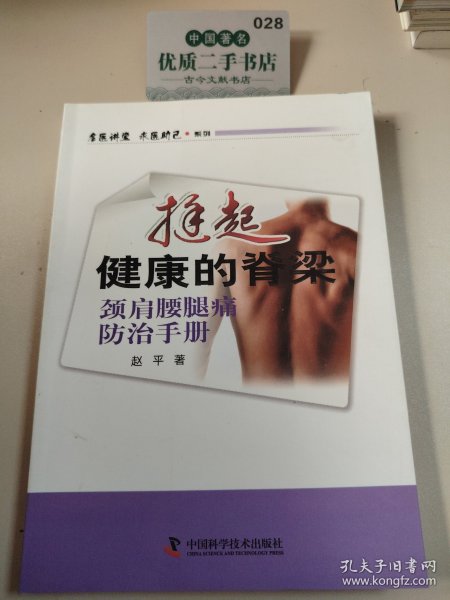 028
中国著名
优质二手书店
古今文献书店
名医讲堂 求医助己·系列
挺起
健康的脊梁
颈肩腰腿痛
防治手册
赵 平 著
中国科学技术出版社
CHINA SCIENCE AND TECHNOLOGY PRESS
孔夫子旧书网
www.kongfz.com